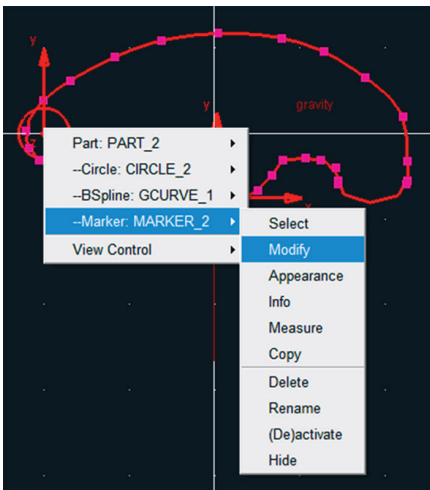 y
y
gravity
z
Part: PART_2
--Circle: CIRCLE_2
--BSpline: GCURVE_1
--Marker: MARKER_2
View Control
x
Select
Modify
Appearance
Info
Measure
Copy
Delete
Rename
(De)activate
Hide